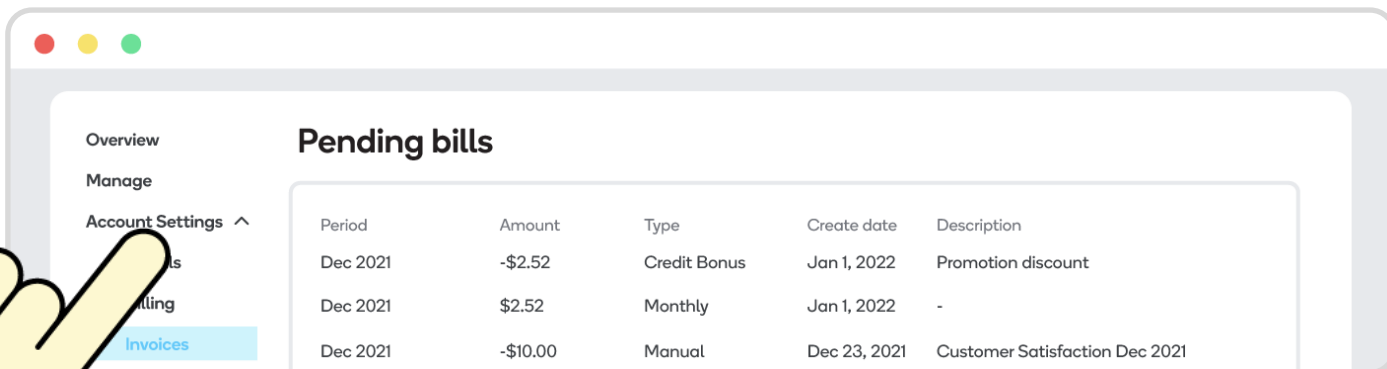 Overview
Manage
Account Settings
Invoices
Pending bills
Period Amount Type Create date Description
Dec 2021 -$2.52 Credit Bonus Jan 1, 2022 Promotion discount
Dec 2021 $2.52 Monthly Jan 1, 2022 -
Dec 2021 -$10.00 Manual Dec 23, 2021 Customer Satisfaction Dec 2021